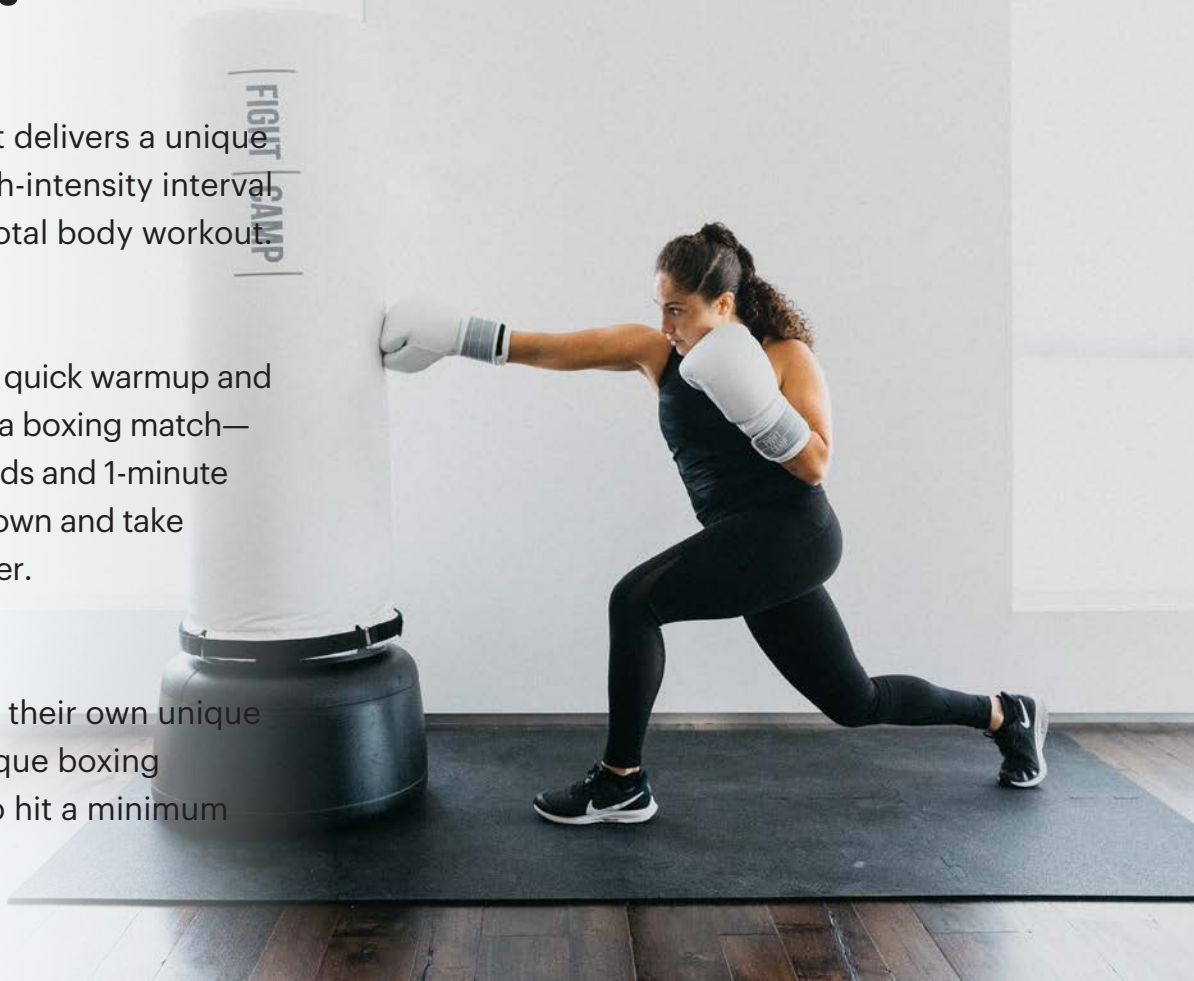 t delivers a unique
h-intensity interval
otal body workout.
quick warmup and
a boxing match—
ds and 1-minute
own and take
er.
their own unique
que boxing
o hit a minimum
FIGHT CAMP